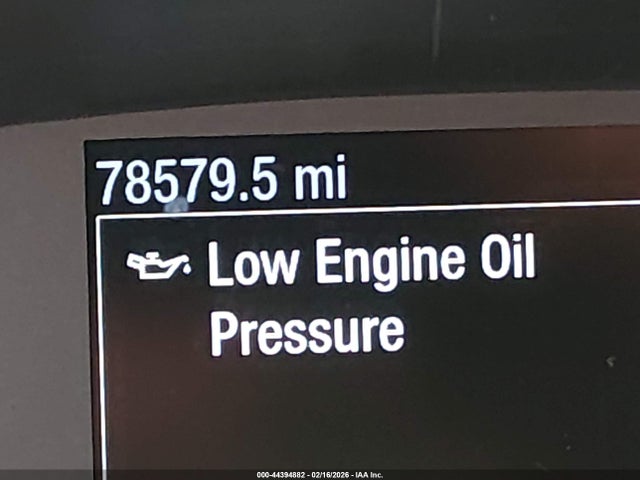 78579.5 mi
Low Engine Oil
Pressure
000-44394882 - 02/16/2026 - IAA Inc.